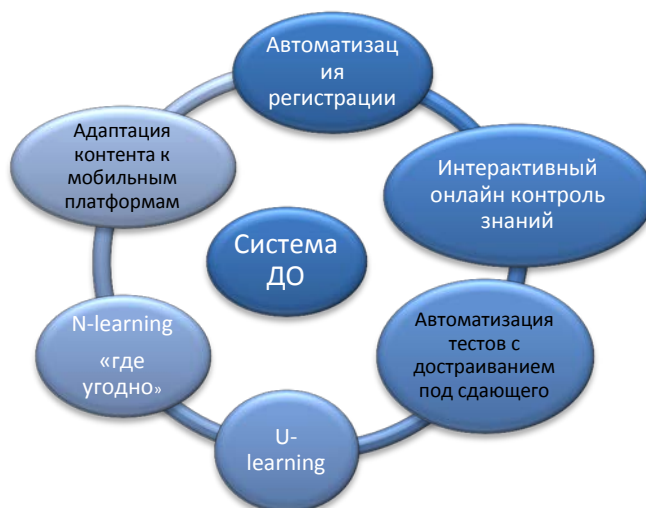 Автоматизац
ия
регистрации
Интерактивный
онлайн контроль
знаний
Автоматизация
тестов с
достраиванием
под сдающего
U-
learning
N-learning
«где
угодно»
Адаптация
контента к
мобильным
платформам
Система
ДО